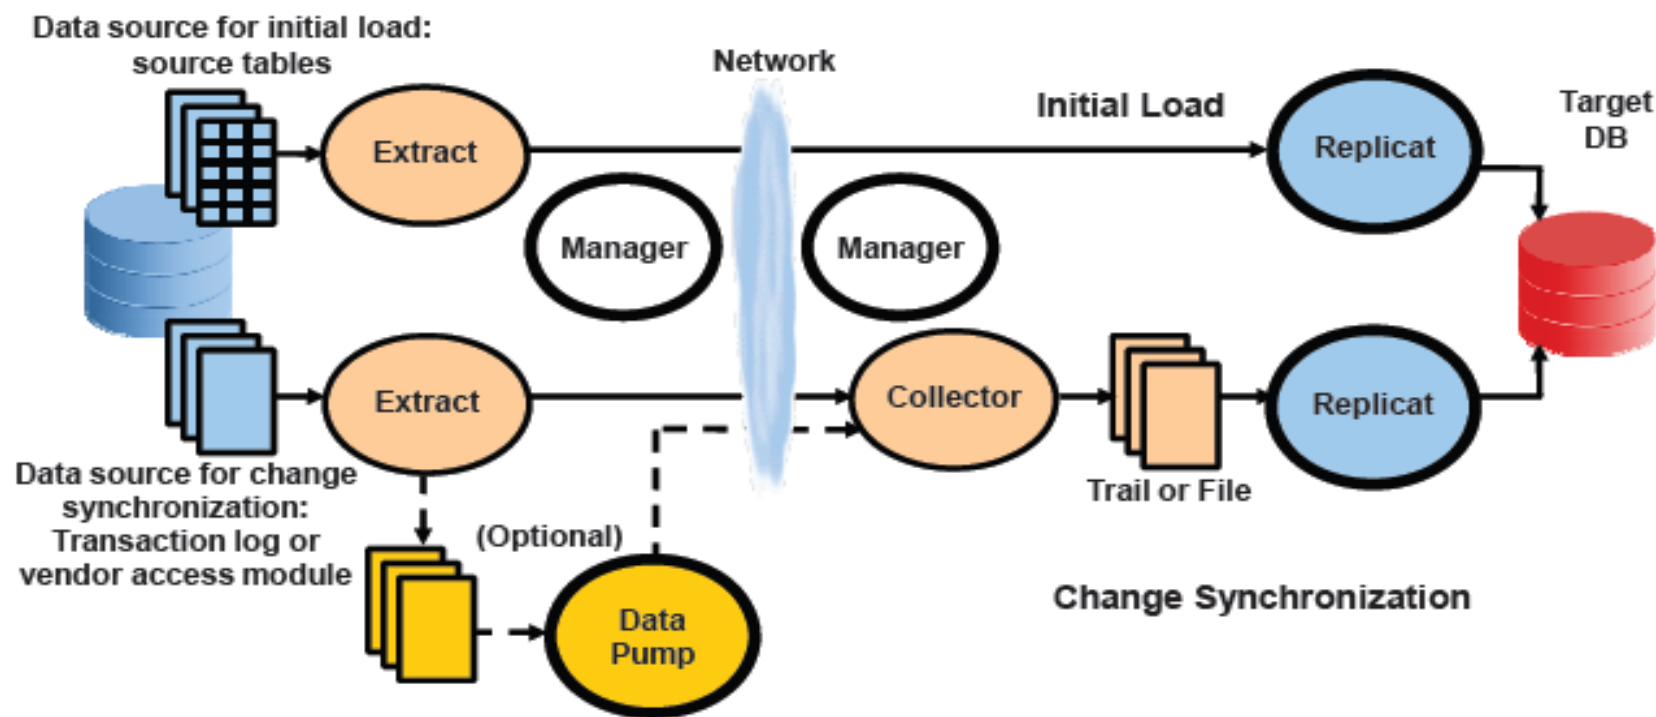 Data source for initial load:
source tables
Network
Initial Load
Target
DB
Extract
Replicat
Manager
Manager
Extract
Collector
Replicat
Trail or File
Data source for change
synchronization:
Transaction log or
vendor access module
(Optional)
Data
Pump
Change Synchronization